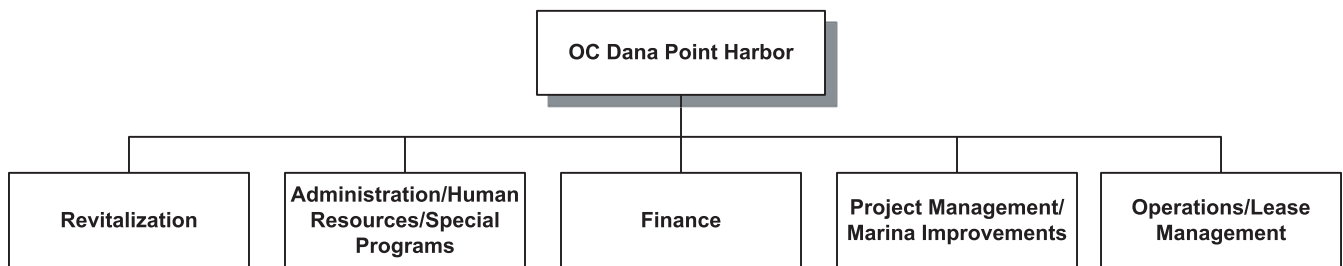 OC Dana Point Harbor
Revitalization
Administration/Human
Resources/Special
Programs
Finance
Project Management/
Marina Improvements
Operations/Lease
Management